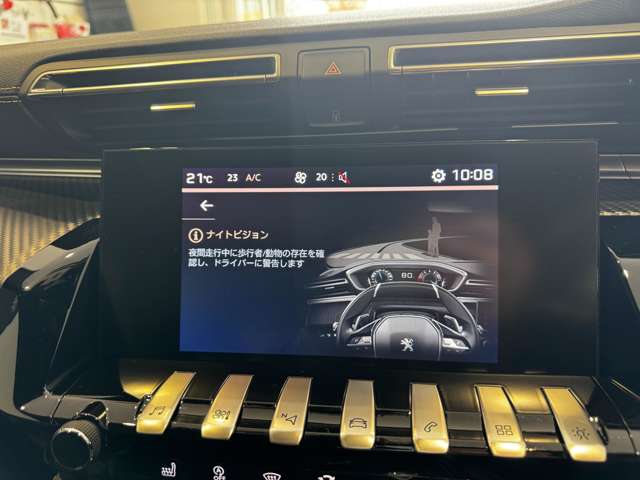 21℃ 23 A/C 20 10:08
ナイトビジョン
夜間走行中に歩行者/動物の存在を確
認し、ドライバーに警告します
80
N
OFF